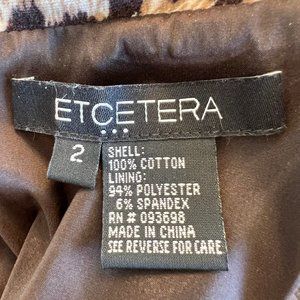 ETCETERA
2
SHELL:
100% COTTON
LINING:
94% POLYESTER
6% SPANDEX
RN # 093698
MADE IN CHINA
SEE REVERSE FOR CARE